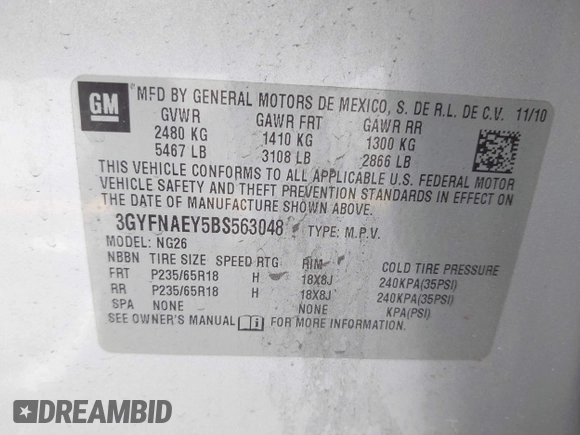 GM
MFD BY GENERAL MOTORS DE MEXICO, S. DE R.L. DE C.V. 11/10
GVWR GAWR FRT GAWR RR
2480 KG 1410 KG 1300 KG
5467 LB 3108 LB 2866 LB
THIS VEHICLE CONFORMS TO ALL APPLICABLE U.S. FEDERAL MOTOR
VEHICLE SAFETY AND THEFT PREVENTION STANDARDS IN EFFECT ON
THE DATE OF MANUFACTURE SHOWN ABOVE.
3GYFNAEY5BS563048 TYPE: M.P.V.
MODEL: NG26
NBBN TIRE SIZE SPEED RTG RIM COLD TIRE PRESSURE
FRT P235/65R18 H 18X8J 240KPA(35PSI)
RR P235/65R18 H 18X8J 240KPA(35PSI)
SPA NONE NONE KPA(PSI)
SEE OWNER'S MANUAL FOR MORE INFORMATION.
DREAMBID